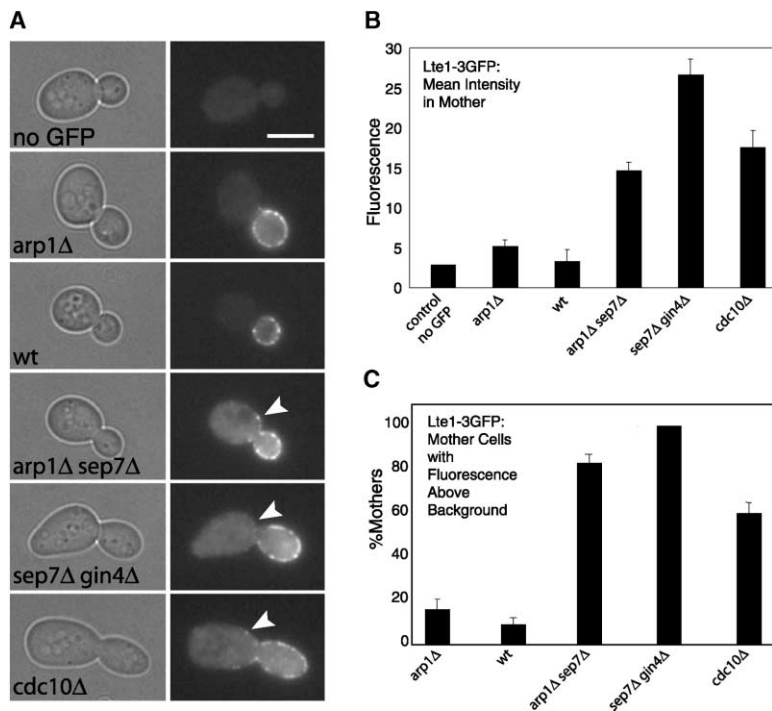 A
no GFP
arp1Δ
wt
arp1Δ sep7Δ
sep7Δ gin4Δ
cdc10Δ
B
Lte1-3GFP:
Mean Intensity
in Mother
Fluorescence
30
25
20
15
10
5
0
control
no GFP
arp1Δ
wt
arp1Δ sep7Δ
sep7Δ gin4Δ
cdc10Δ
C
Lte1-3GFP:
Mother Cells
with
Fluorescence
Above
Background
%Mothers
100
80
60
40
20
0
arp1Δ
wt
arp1Δ sep7Δ
sep7Δ gin4Δ
cdc10Δ